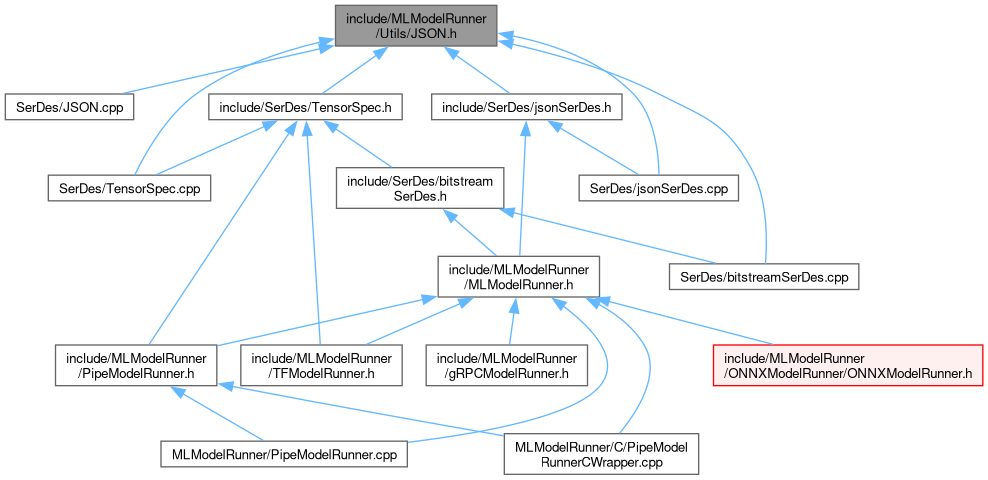 include/MLModelRunner
/Utils/JSON.h
SerDes/JSON.cpp
include/SerDes/TensorSpec.h
include/SerDes/jsonSerDes.h
SerDes/TensorSpec.cpp
include/SerDes/bitstream
SerDes.h
SerDes/jsonSerDes.cpp
include/MLModelRunner
/MLModelRunner.h
SerDes/bitstreamSerDes.cpp
include/MLModelRunner
/PipeModelRunner.h
include/MLModelRunner
/TFModelRunner.h
include/MLModelRunner
/gRPCModelRunner.h
include/MLModelRunner
/ONNXModelRunner/ONNXModelRunner.h
MLModelRunner/PipeModelRunner.cpp
MLModelRunner/C/PipeModel
RunnerCWrapper.cpp